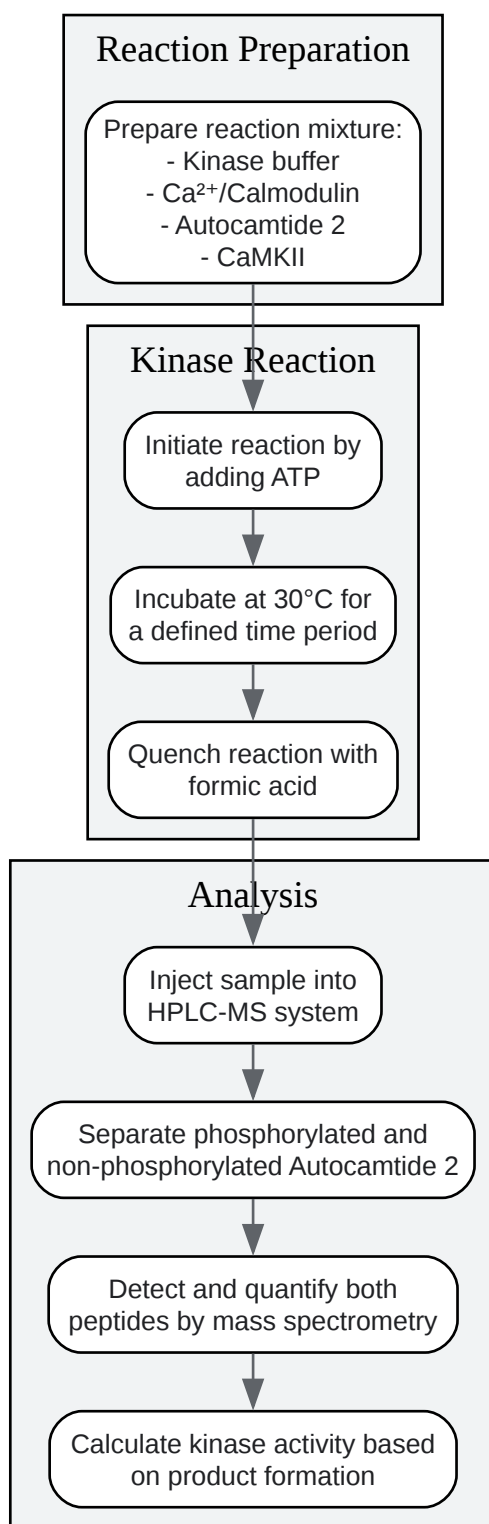 Reaction Preparation
Prepare reaction mixture:
- Kinase buffer
- Ca²⁺/Calmodulin
- Autocamtide 2
- CaMKII
Kinase Reaction
Initiate reaction by
adding ATP
Incubate at 30°C for
a defined time period
Quench reaction with
formic acid
Analysis
Inject sample into
HPLC-MS system
Separate phosphorylated and
non-phosphorylated Autocamtide 2
Detect and quantify both
peptides by mass spectrometry
Calculate kinase activity based
on product formation